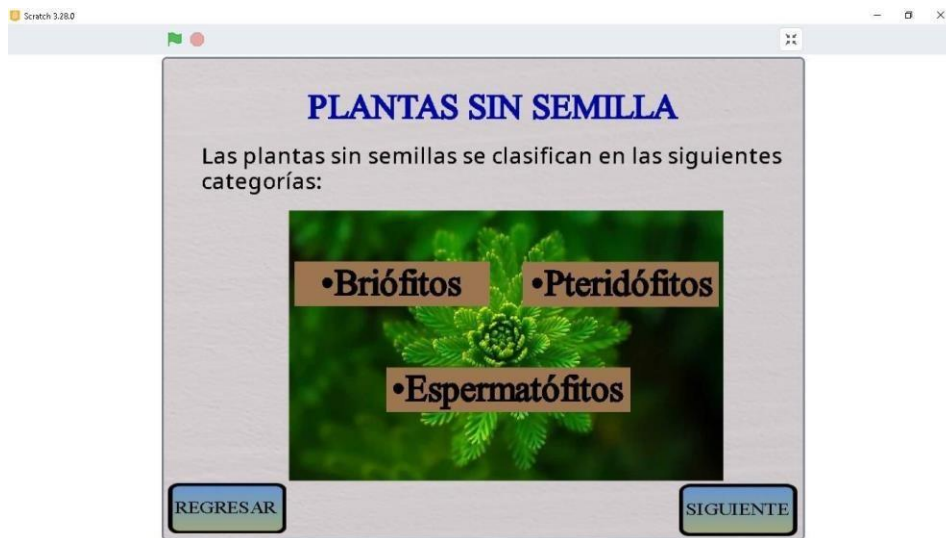 Scratch 3.28.0
PLANTAS SIN SEMILLA
Las plantas sin semillas se clasifican en las siguientes
categorías:
•Briófitos •Pteridófitos
•Espermatófitos
REGRESAR SIGUIENTE